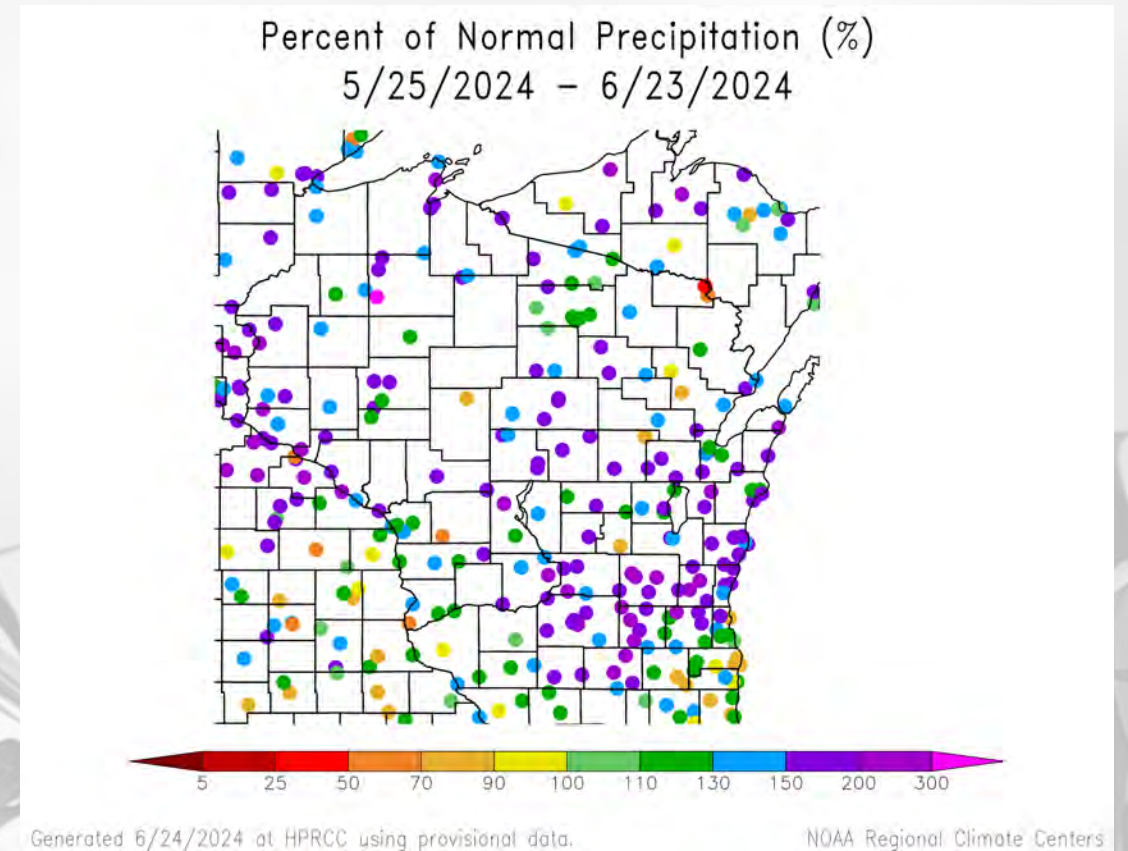 Percent of Normal Precipitation (%)
5/25/2024 – 6/23/2024
5 25 50 70 90 100 110 130 150 200 300
Generated 6/24/2024 at HPRCC using provisional data. NOAA Regional Climate Centers